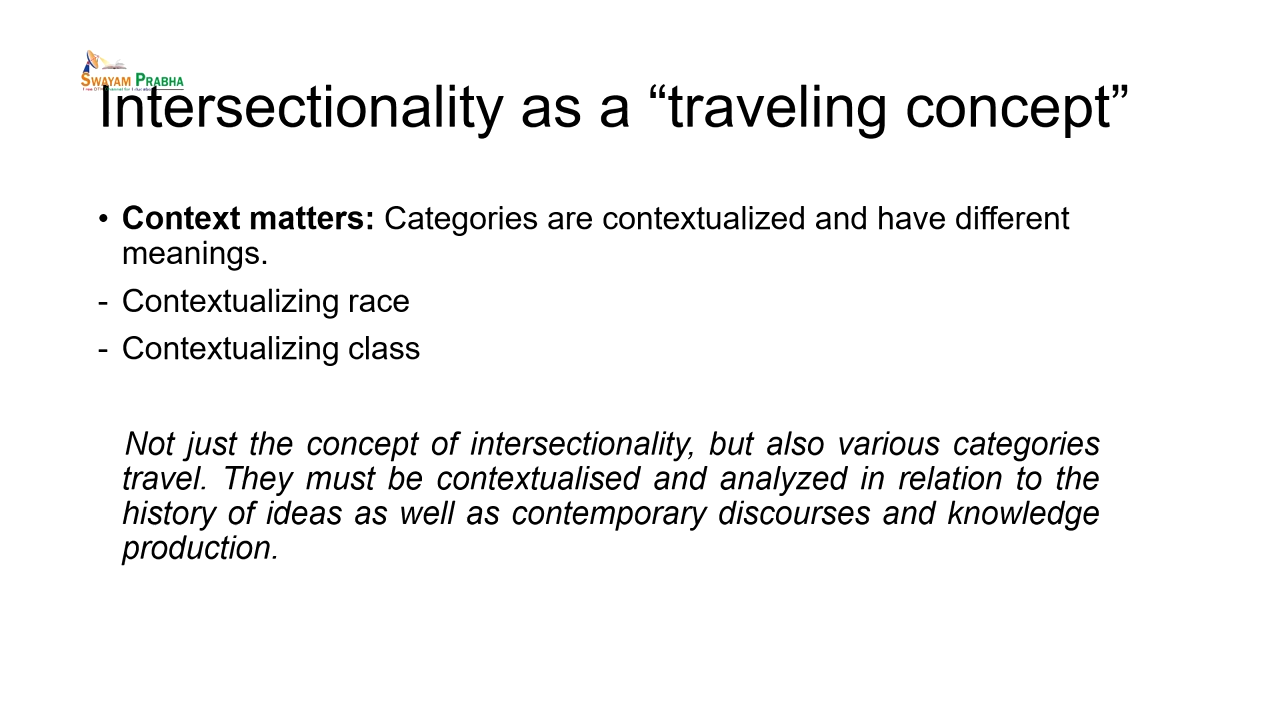 SWAYAM PRABHA
Intersectionality as a “traveling concept”
• Context matters: Categories are contextualized and have different
meanings.
- Contextualizing race
- Contextualizing class
Not just the concept of intersectionality, but also various categories
travel. They must be contextualised and analyzed in relation to the
history of ideas as well as contemporary discourses and knowledge
production.